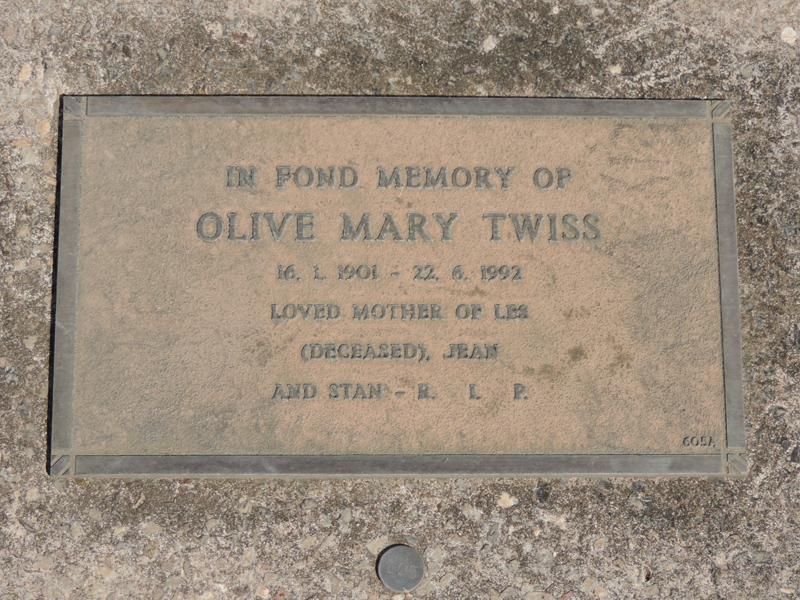 IN FOND MEMORY OF
OLIVE MARY TWISS
16. 1. 1901 - 22. 6. 1992
LOVED MOTHER OF LES
(DECEASED), JEAN
AND STAN - R. I. P.
605A